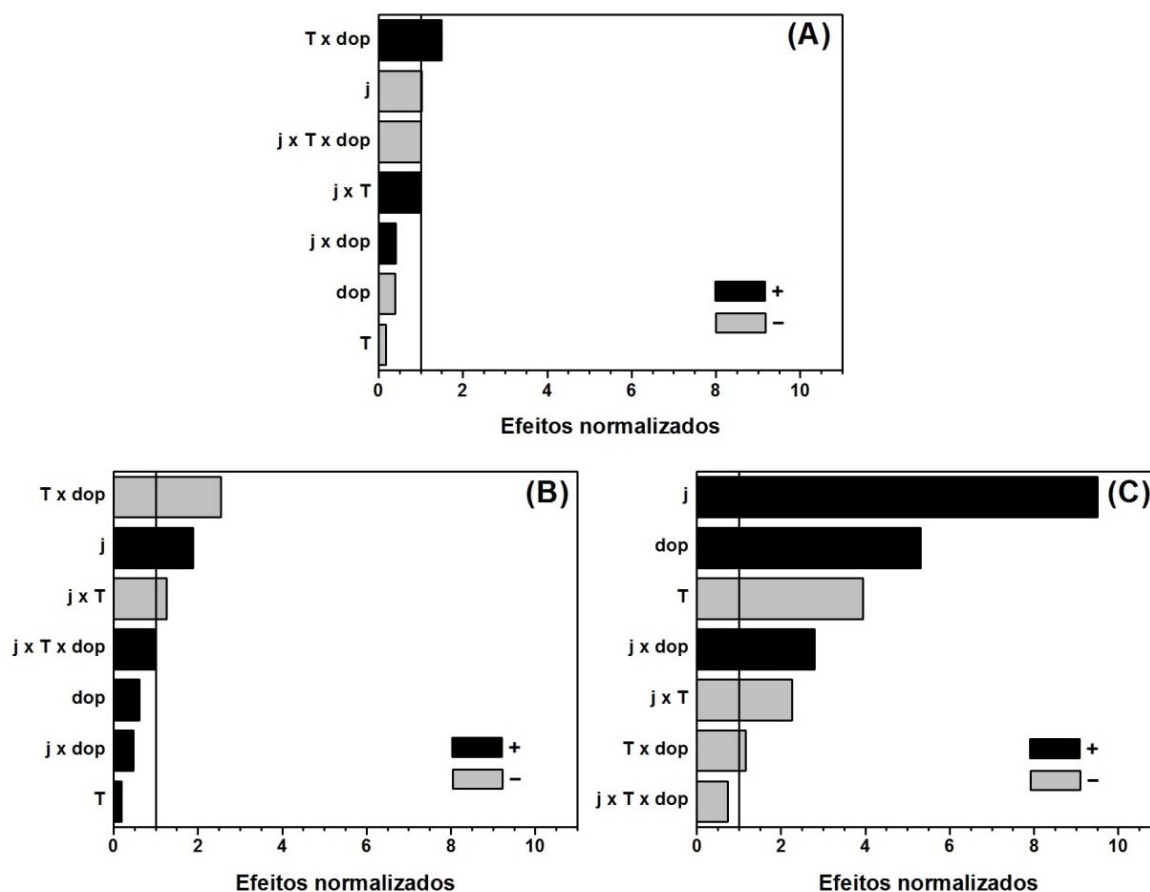 (A)
T x dop
j
j x T x dop
j x T
j x dop
dop
T
+
−
0 2 4 6 8 10
Efeitos normalizados
(B)
T x dop
j
j x T
j x T x dop
dop
j x dop
T
+
−
0 2 4 6 8 10
Efeitos normalizados
(C)
j
dop
T
j x dop
j x T
T x dop
j x T x dop
+
−
0 2 4 6 8 10
Efeitos normalizados